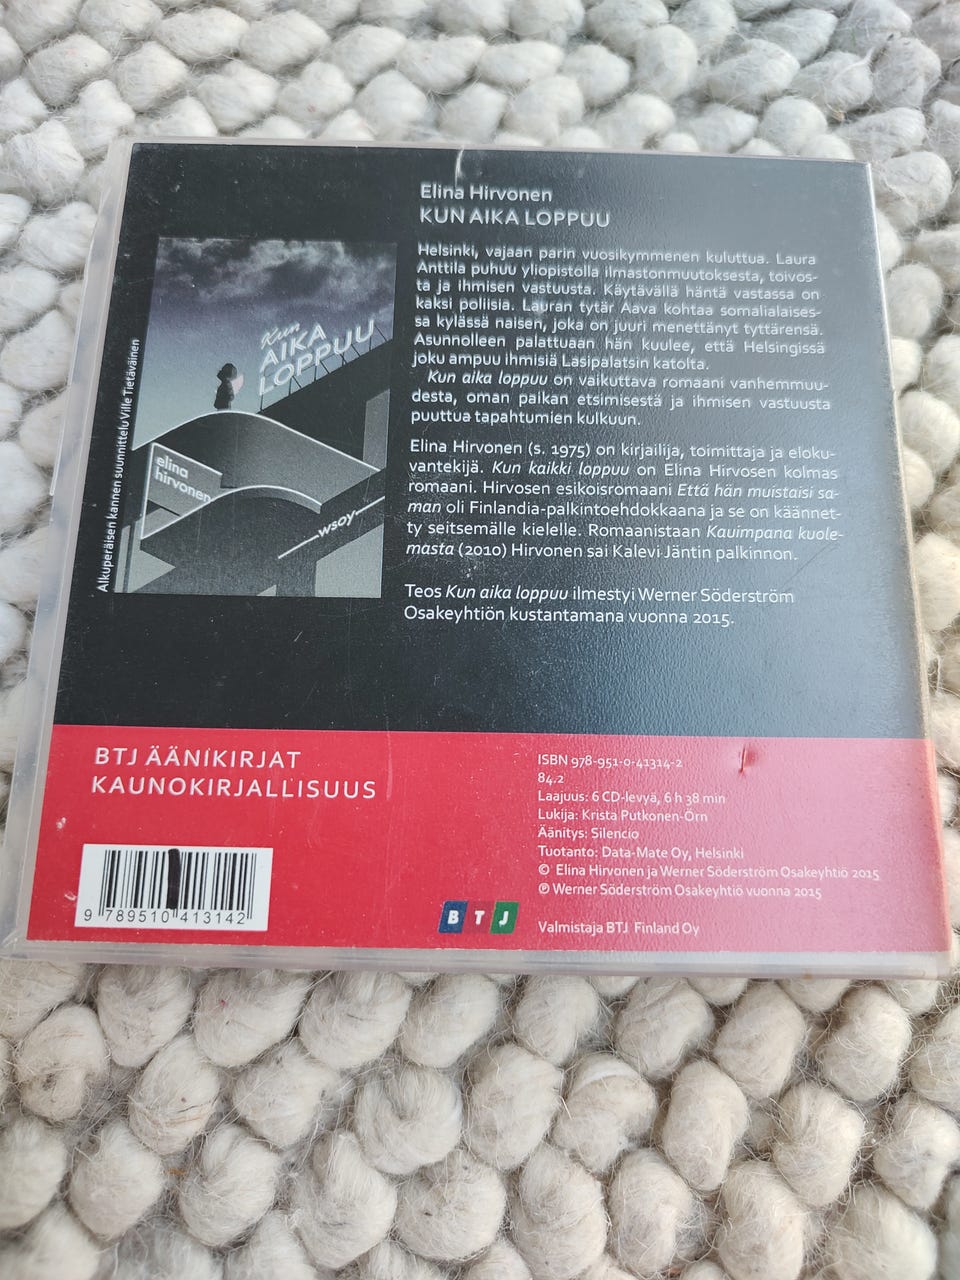 Elina Hirvonen
KUN AIKA LOPPUU
Helsinki, vajaan parin vuosikymmenen kuluttua. Laura
Anttila puhuu yliopistolla ilmastonmuutoksesta, toivos-
ta ja ihmisen vastuusta. Käytävällä häntä vastassa on
kaksi poliisia. Lauran tytär Aava kohtaa somalialaises-
sa kylässä naisen, joka on juuri menettänyt tyttärensä.
Asunnolleen palattuaan hän kuulee, että Helsingissä
joku ampuu ihmisiä Lasipalatsin katolta.
Kun aika loppuu on vaikuttava romaani vanhemmuu-
desta, oman paikan etsimisestä ja ihmisen vastuusta
puuttua tapahtumien kulkuun.
Elina Hirvonen (s. 1975) on kirjailija, toimittaja ja eloku-
vantekijä. Kun kaikki loppuu on Elina Hirvosen kolmas
romaani. Hirvosen esikoisromaani Että hän muistaisi sa-
man oli Finlandia-palkintoehdokkaana ja se on käännet-
ty seitsemälle kielelle. Romaanistaan Kauimpana kuole-
masta (2010) Hirvonen sai Kalevi Jäntin palkinnon.
Teos Kun aika loppuu ilmestyi Werner Söderström
Osakeyhtiön kustantamana vuonna 2015.
Alkuperäisen kannen suunnittelu Ville Tietäväinen
Kun
AIKA
LOPPUU
elina
hirvonen
wsoy
BTJ ÄÄNIKIRJAT
KAUNOKIRJALLISUUS
9 789510 413142
BTJ
ISBN 978-951-0-41314-2
84.2
Laajuus: 6 CD-levyä, 6 h 38 min
Lukija: Krista Putkonen-Örn
Äänitys: Silencio
Tuotanto: Data-Mate Oy, Helsinki
© Elina Hirvonen ja Werner Söderström Osakeyhtiö 2015
℗ Werner Söderström Osakeyhtiö vuonna 2015
Valmistaja BTJ Finland Oy